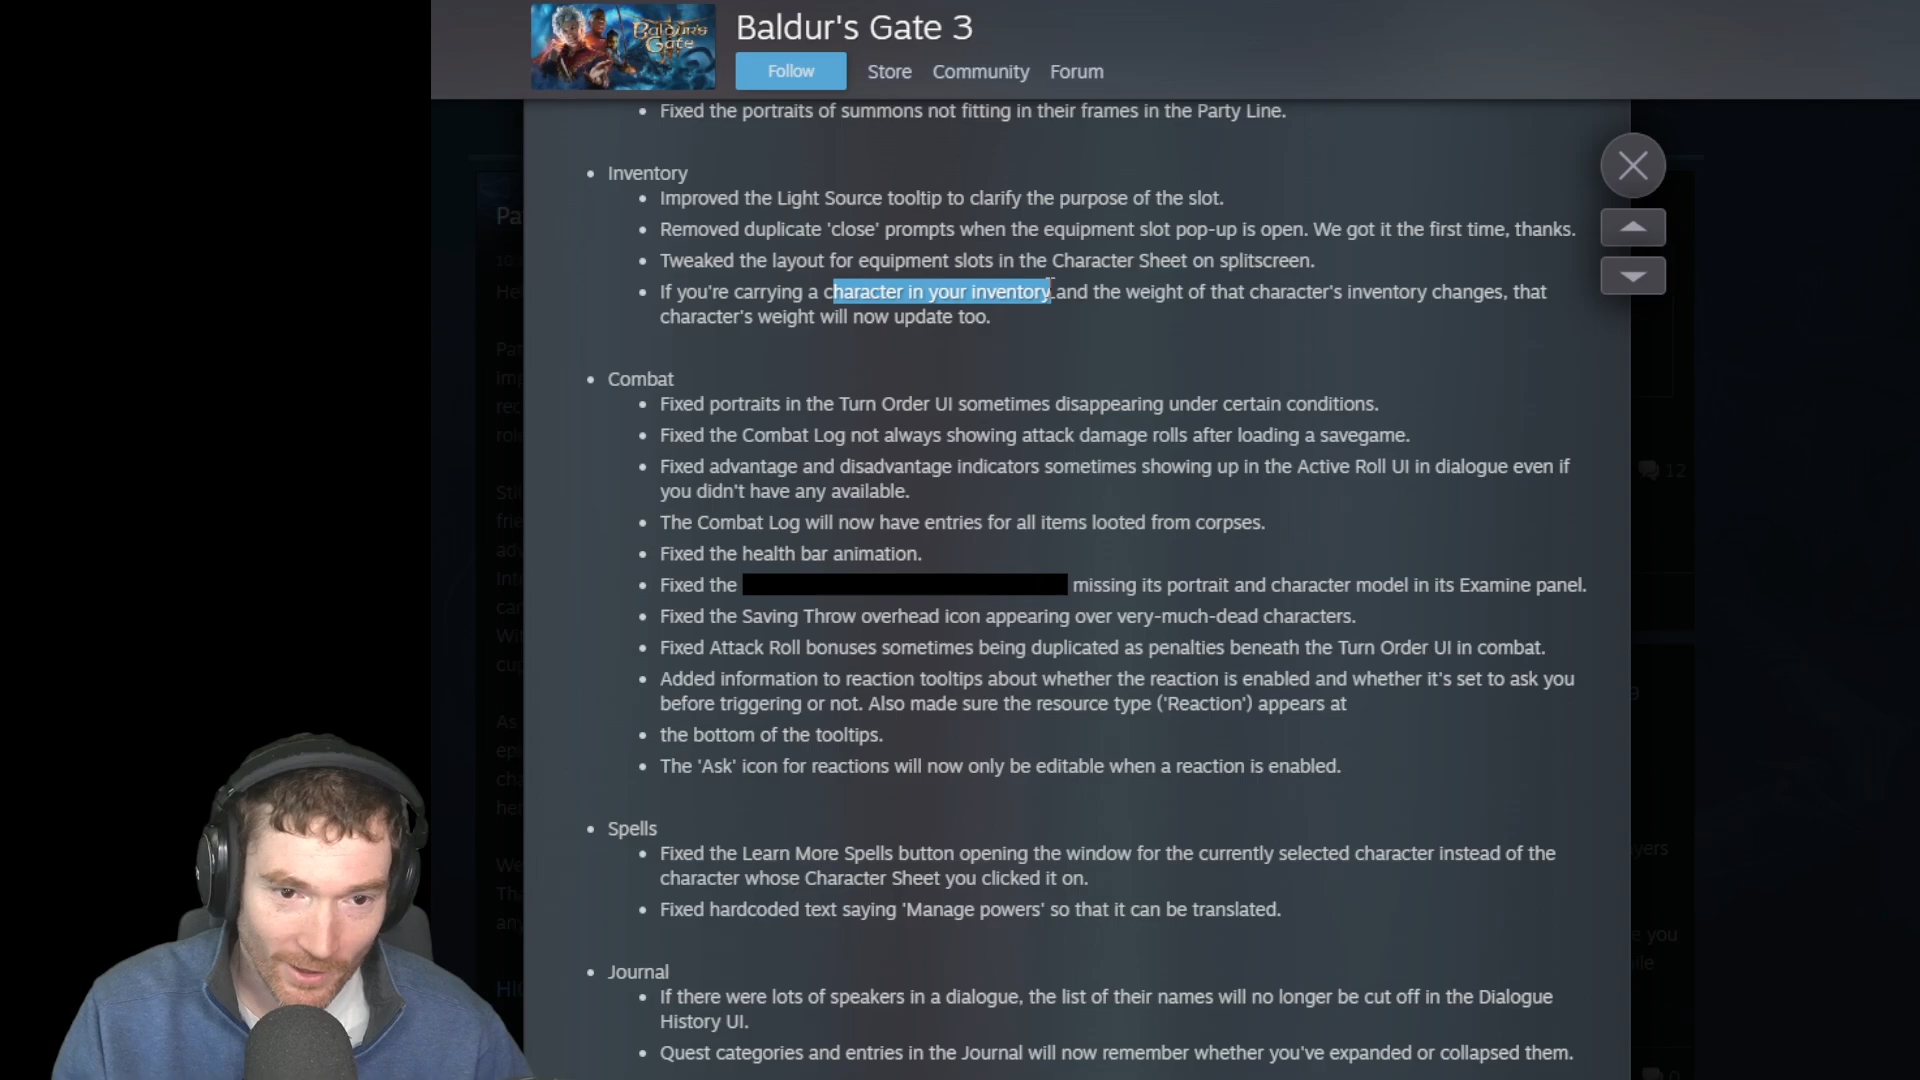 Baldur's Gate 3
Baldur's
Gate
Follow
Store
Community
Forum
Fixed the portraits of summons not fitting in their frames in the Party Line.
Inventory
Improved the Light Source tooltip to clarify the purpose of the slot.
Removed duplicate 'close' prompts when the equipment slot pop-up is open. We got it the first time, thanks.
Tweaked the layout for equipment slots in the Character Sheet on splitscreen.
If you're carrying a character in your inventory and the weight of that character's inventory changes, that
character's weight will now update too.
Combat
Fixed portraits in the Turn Order UI sometimes disappearing under certain conditions.
Fixed the Combat Log not always showing attack damage rolls after loading a savegame.
Fixed advantage and disadvantage indicators sometimes showing up in the Active Roll UI in dialogue even if
you didn't have any available.
12
The Combat Log will now have entries for all items looted from corpses.
Fixed the health bar animation.
Fixed the missing its portrait and character model in its Examine panel.
Fixed the Saving Throw overhead icon appearing over very-much-dead characters.
Fixed Attack Roll bonuses sometimes being duplicated as penalties beneath the Turn Order UI in combat.
Added information to reaction tooltips about whether the reaction is enabled and whether it's set to ask you
before triggering or not. Also made sure the resource type ('Reaction') appears at
the bottom of the tooltips.
The 'Ask' icon for reactions will now only be editable when a reaction is enabled.
Spells
Fixed the Learn More Spells button opening the window for the currently selected character instead of the
character whose Character Sheet you clicked it on.
Fixed hardcoded text saying 'Manage powers' so that it can be translated.
Journal
If there were lots of speakers in a dialogue, the list of their names will no longer be cut off in the Dialogue
History UI.
Quest categories and entries in the Journal will now remember whether you've expanded or collapsed them.